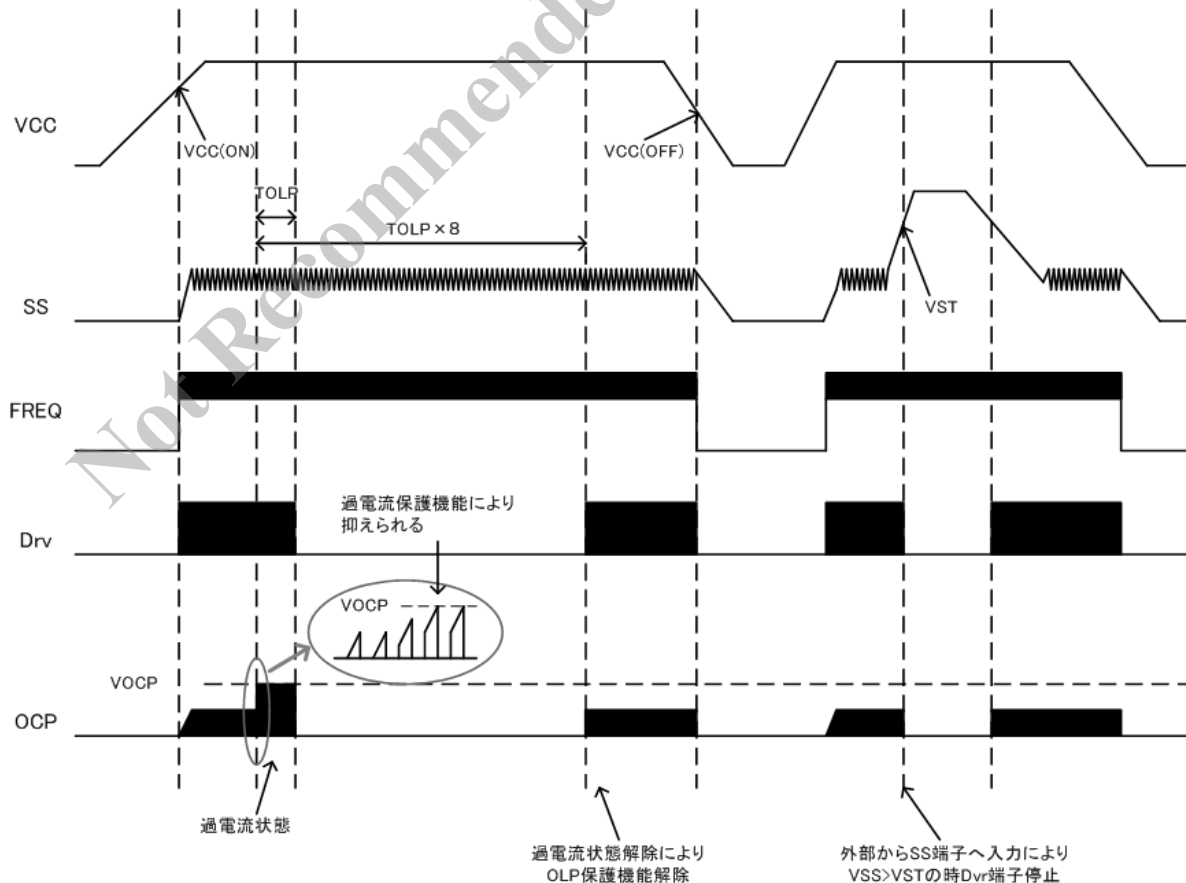 Not Recommende
VCC
VCC(ON)
VCC(OFF)
TOLP
TOLP×8
SS
VST
FREQ
過電流保護機能により
抑えられる
Drv
VOCP
VOCP
OCP
過電流状態
過電流状態解除により
OLP保護機能解除
外部からSS端子へ入力により
VSS>VSTの時Dvr端子停止